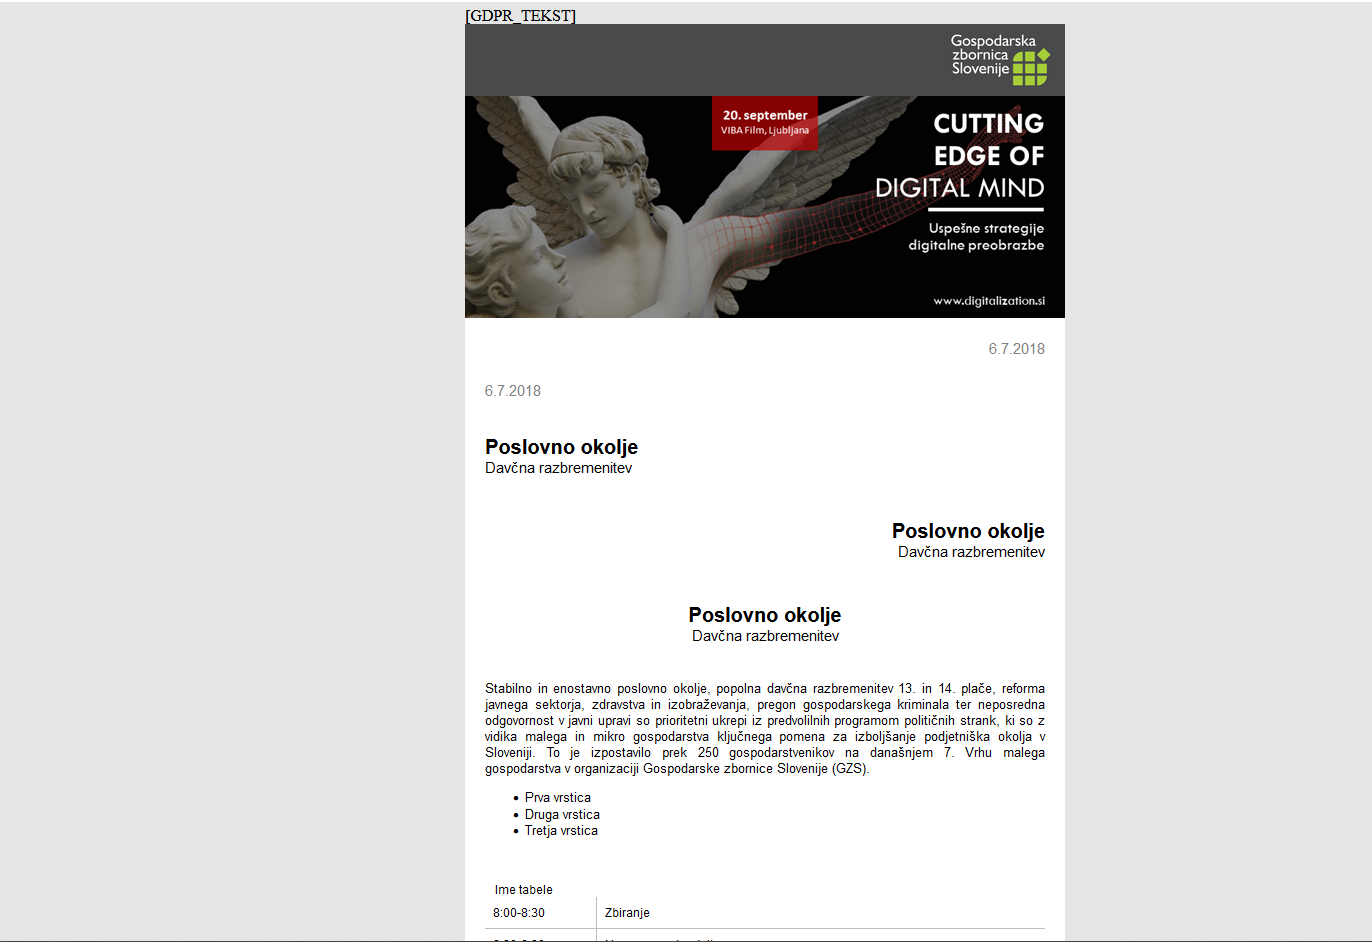 [GDPR_TEKST]
Gospodarska
zbornica
Slovenije
20. september
VIBA Film, Ljubljana
CUTTING
EDGE OF
DIGITAL MIND
Uspešne strategije
digitalne preobrazbe
www.digitalization.si
6.7.2018
6.7.2018
Poslovno okolje
Davčna razbremenitev
Poslovno okolje
Davčna razbremenitev
Poslovno okolje
Davčna razbremenitev
Stabilno in enostavno poslovno okolje, popolna davčna razbremenitev 13. in 14. plače, reforma
javnega sektorja, zdravstva in izobraževanja, pregon gospodarskega kriminala ter neposredna
odgovornost v javni upravi so prioritetni ukrepi iz predvolilnih programom političnih strank, ki so z
vidika malega in mikro gospodarstva ključnega pomena za izboljšanje podjetniška okolja v
Sloveniji. To je izpostavilo prek 250 gospodarstvenikov na današnjem 7. Vrhu malega
gospodarstva v organizaciji Gospodarske zbornice Slovenije (GZS).
• Prva vrstica
• Druga vrstica
• Tretja vrstica
Ime tabele
8:00-8:30 Zbiranje